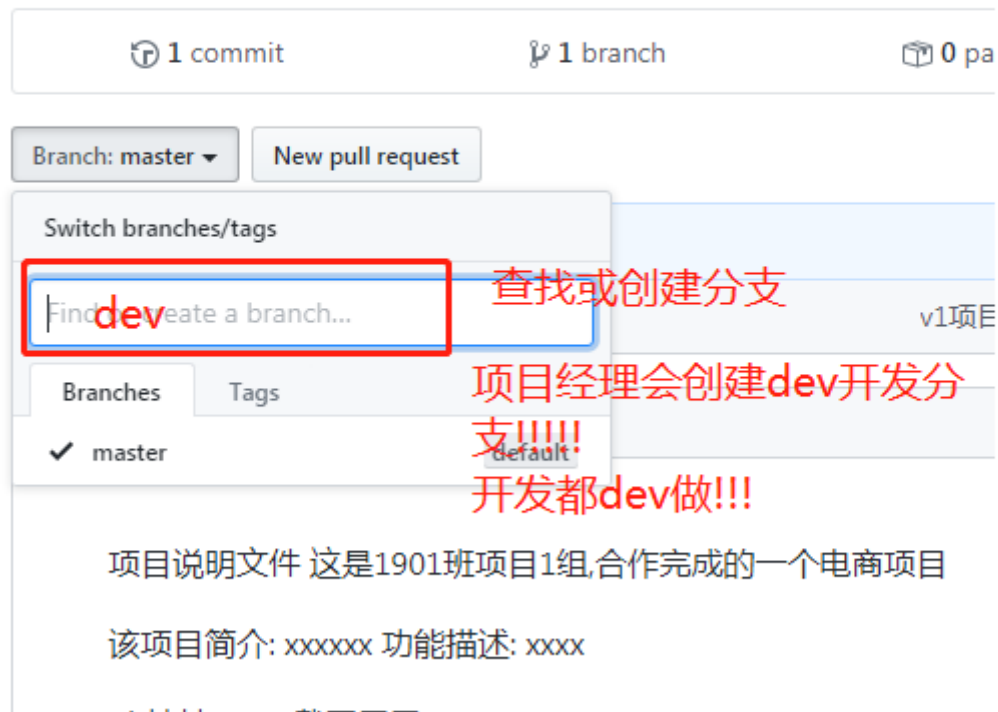 1 commit
1 branch
0 pa
Branch: master
New pull request
Switch branches/tags
查找或创建分支
Find or create a branch...
dev
v1项目
Branches
Tags
项目经理会创建dev开发分
支!!!!!
master
default
开发都dev做!!!
项目说明文件 这是1901班项目1组,合作完成的一个电商项目
该项目简介: xxxxxx 功能描述: xxxx